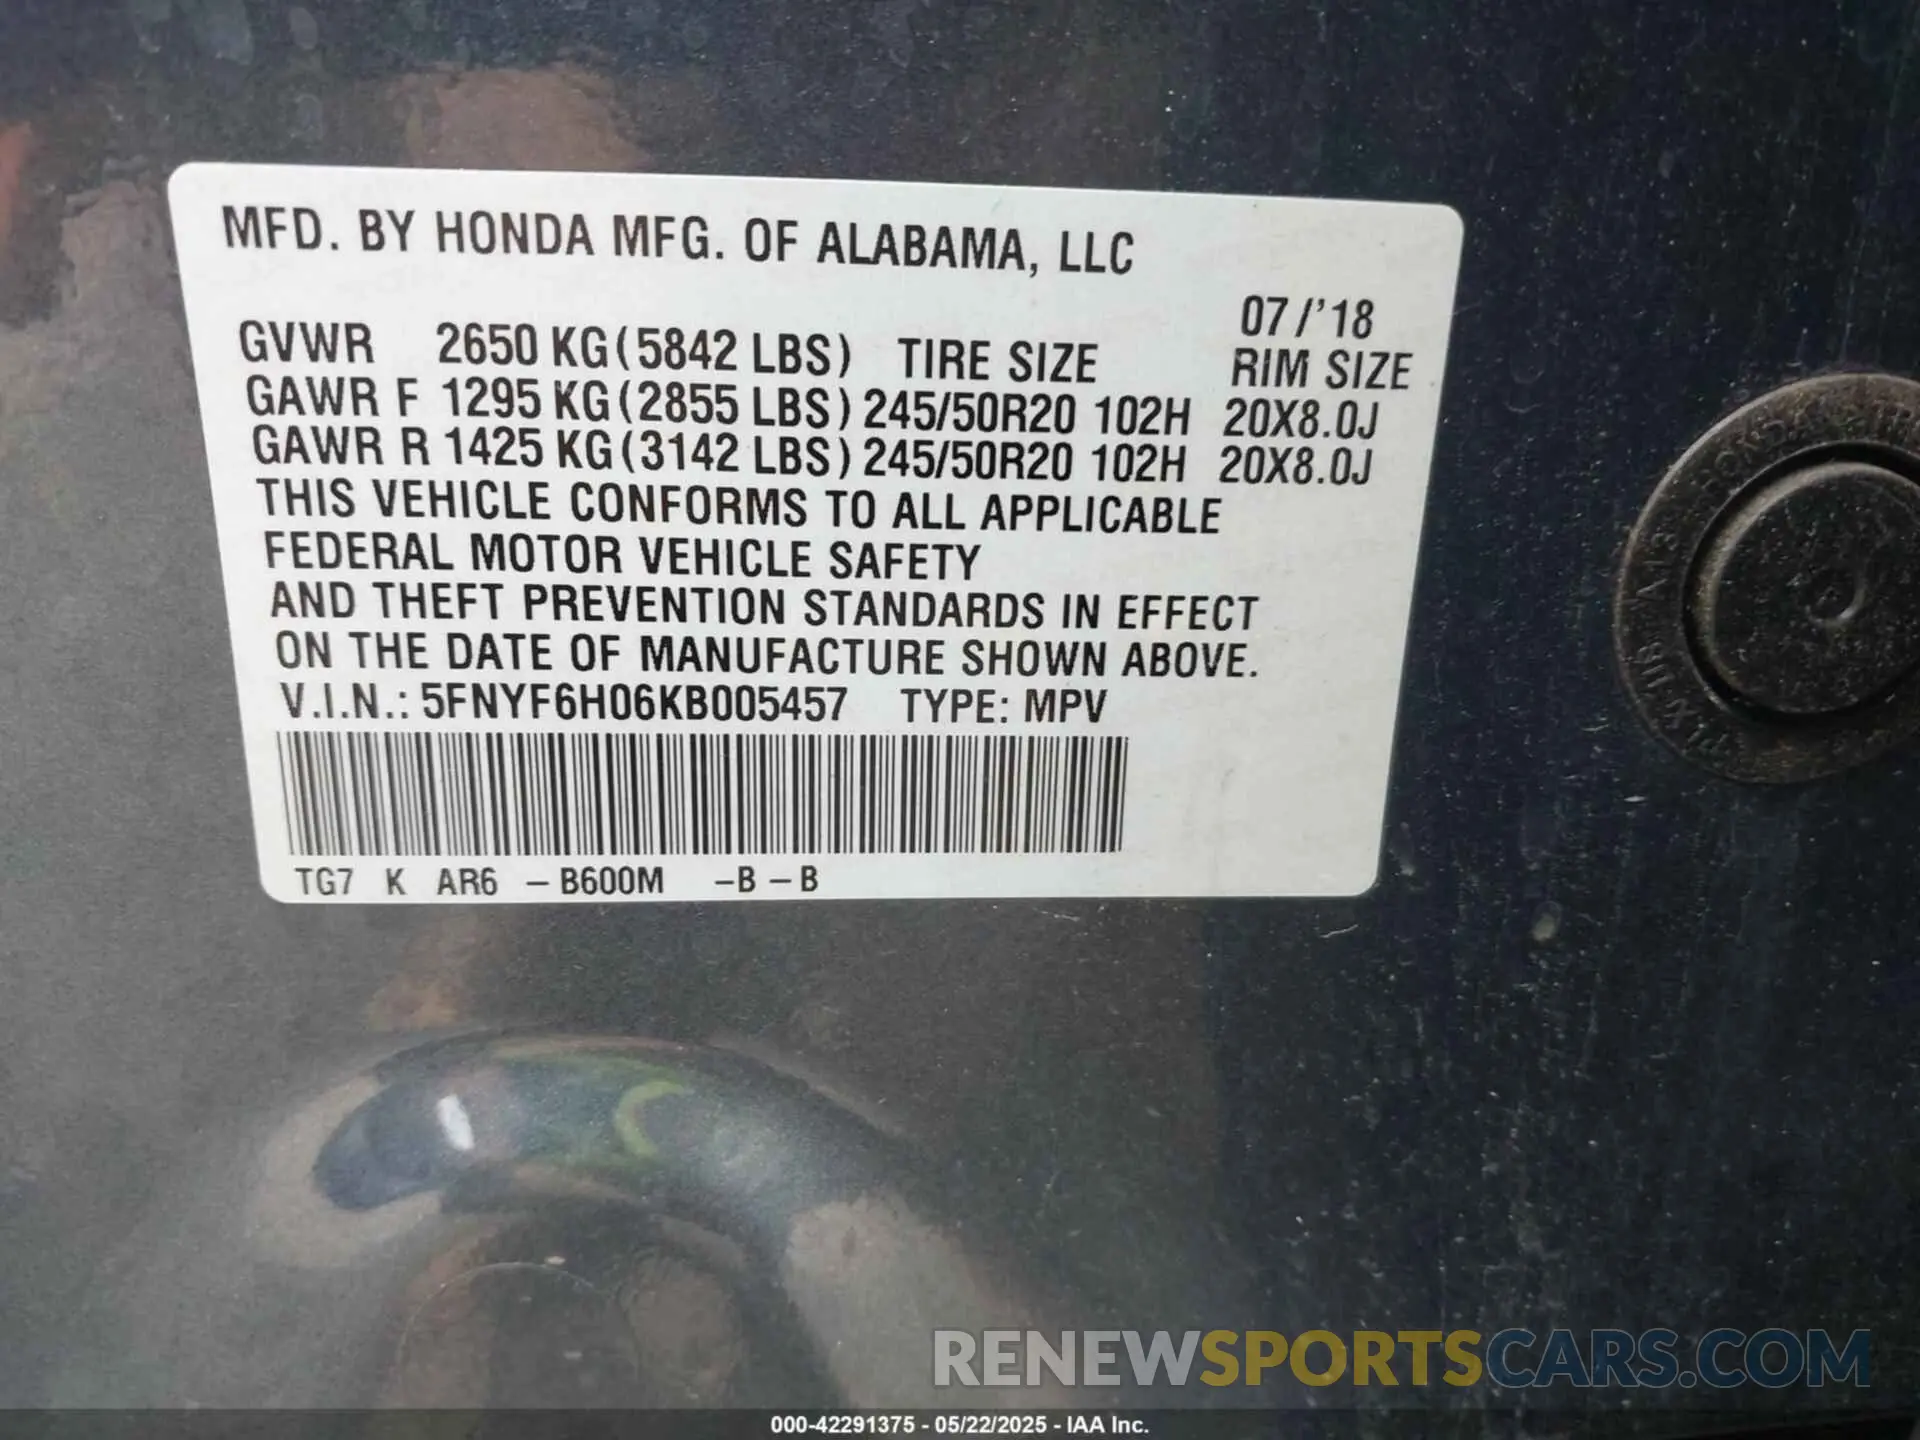 MFD. BY HONDA MFG. OF ALABAMA, LLC
07/'18
GVWR 2650 KG(5842 LBS) TIRE SIZE RIM SIZE
GAWR F 1295 KG(2855 LBS) 245/50R20 102H 20X8.0J
GAWR R 1425 KG(3142 LBS) 245/50R20 102H 20X8.0J
THIS VEHICLE CONFORMS TO ALL APPLICABLE
FEDERAL MOTOR VEHICLE SAFETY
AND THEFT PREVENTION STANDARDS IN EFFECT
ON THE DATE OF MANUFACTURE SHOWN ABOVE.
V.I.N.: 5FNYF6H06KB005457 TYPE: MPV
TG7 K AR6 -B600M -B-B
HONDA
RENEWSPORTSCARS.COM
000-42291375 - 05/22/2025 - IAA Inc.